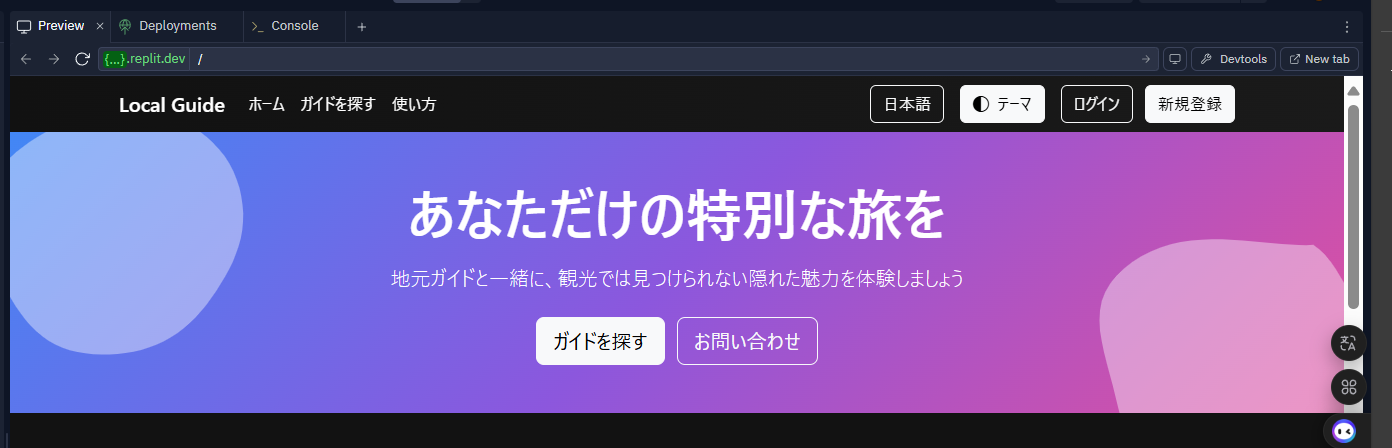 Preview × Deployments Console +
{...}.replit.dev / Devtools New tab
Local Guide ホーム ガイドを探す 使い方 日本語 テーマ ログイン 新規登録
あなただけの特別な旅を
地元ガイドと一緒に、観光では見つけられない隠れた魅力を体験しましょう
ガイドを探す お問い合わせ